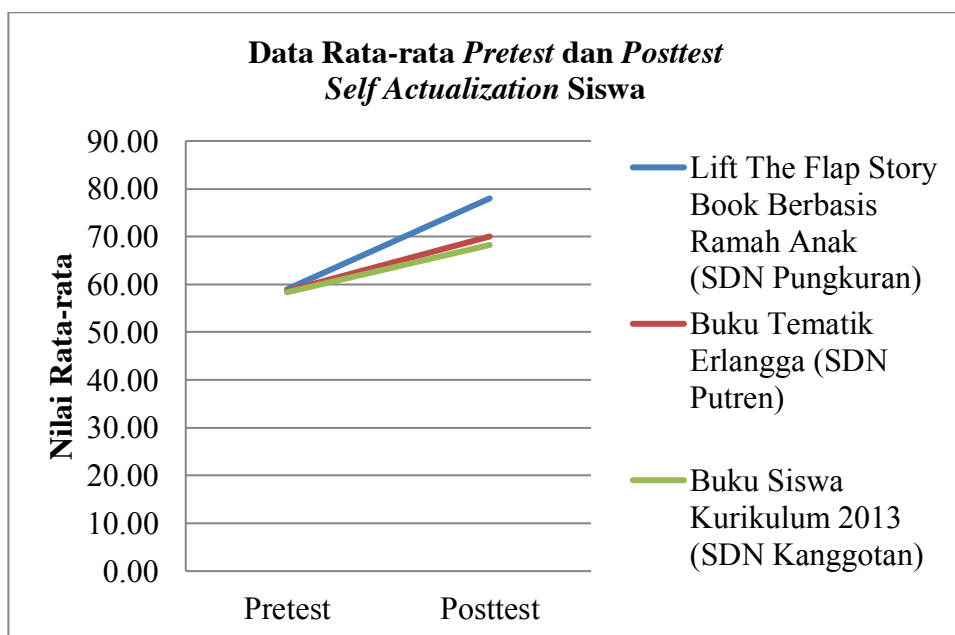 Data Rata-rata Pretest dan Posttest
Self Actualization Siswa
Nilai Rata-rata
90.00
80.00
70.00
60.00
50.00
40.00
30.00
20.00
10.00
0.00
Pretest
Posttest
Lift The Flap Story
Book Berbasis
Ramah Anak
(SDN Pungkuran)
Buku Tematik
Erlangga (SDN
Putren)
Buku Siswa
Kurikulum 2013
(SDN Kanggotan)